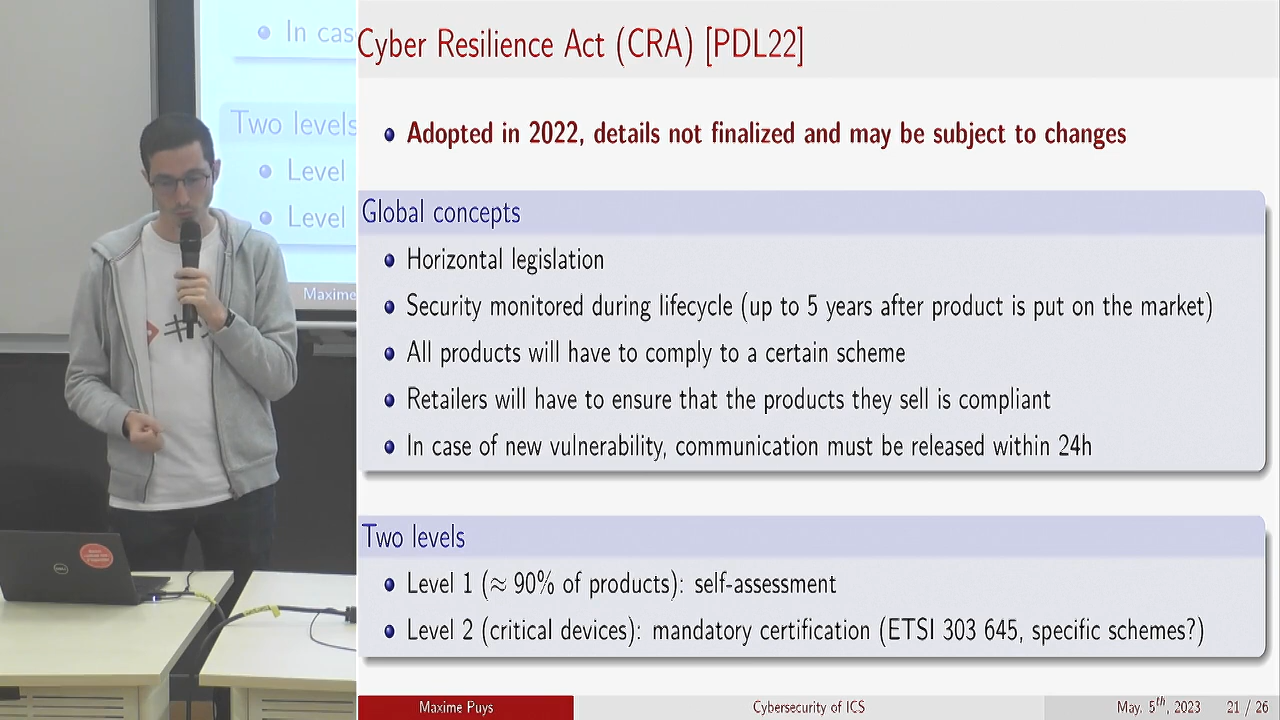 In cas
Two levels
Level
Level
Maxime
Cyber Resilience Act (CRA) [PDL22]
Adopted in 2022, details not finalized and may be subject to changes
Global concepts
Horizontal legislation
Security monitored during lifecycle (up to 5 years after product is put on the market)
All products will have to comply to a certain scheme
Retailers will have to ensure that the products they sell is compliant
In case of new vulnerability, communication must be released within 24h
Two levels
Level 1 (≈ 90% of products): self-assessment
Level 2 (critical devices): mandatory certification (ETSI 303 645, specific schemes?)
Maxime Puys
Cybersecurity of ICS
May. 5th, 2023
21 / 26